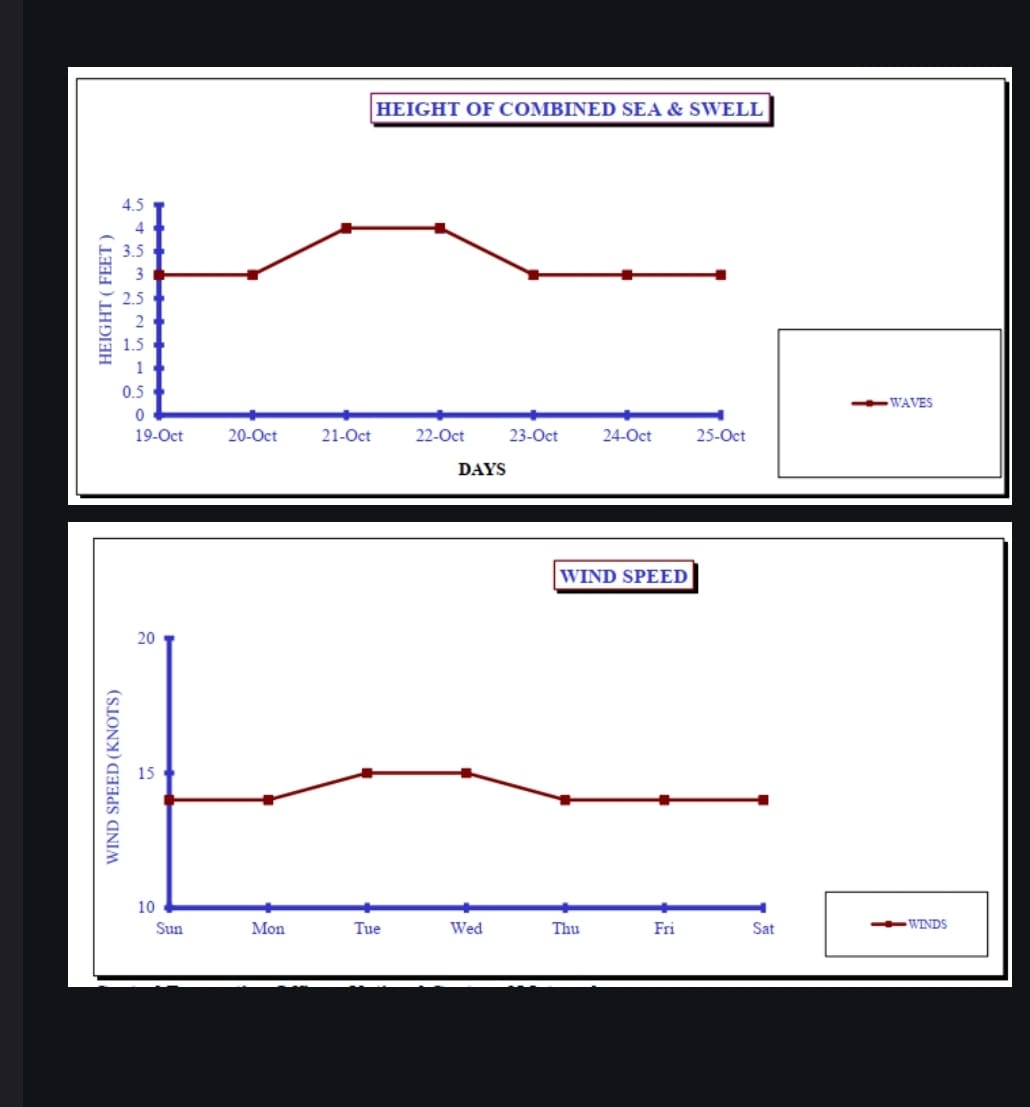 HEIGHT OF COMBINED SEA & SWELL
HEIGHT ( FEET )
4.5
4
3.5
3
2.5
2
1.5
1
0.5
0
19-Oct 20-Oct 21-Oct 22-Oct 23-Oct 24-Oct 25-Oct
DAYS
WAVES
WIND SPEED
WIND SPEED (KNOTS)
20
15
10
Sun Mon Tue Wed Thu Fri Sat
WINDS